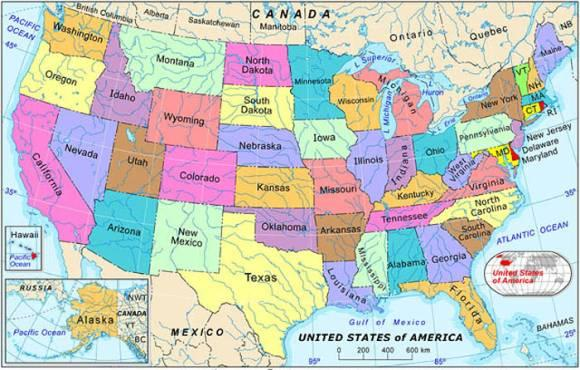 CANADA
British Columbia
Alberta
Saskatchewan
Manitoba
Ontario
Quebec
NB
PACIFIC
OCEAN
45°
45°
Washington
Montana
North
Dakota
Minnesota
Superior
L Michigan
Huron
L Ontario
L Erie
Maine
VT
NH
MA
CT
RI
New York
Oregon
Idaho
Wyoming
South
Dakota
Wisconsin
Michigan
Iowa
Nebraska
Pennsylvania
New Jersey
Delaware
Maryland
MD
Nevada
Utah
Colorado
Kansas
Missouri
Illinois
Indiana
Ohio
West
Virginia
Virginia
Kentucky
California
35°
35°
Arizona
New
Mexico
Oklahoma
Arkansas
Tennessee
North
Carolina
South
Carolina
ATLANTIC OCEAN
Texas
Louisiana
Mississippi
Alabama
Georgia
Florida
Hawaii
Pacific
Ocean
RUSSIA
Alaska
NWT
CANADA
YT
BC
Pacific Ocean
MEXICO
Gulf of Mexico
UNITED STATES of AMERICA
0 200 400 600 km
95°
85°
25°
BAHAMAS
United States
of America